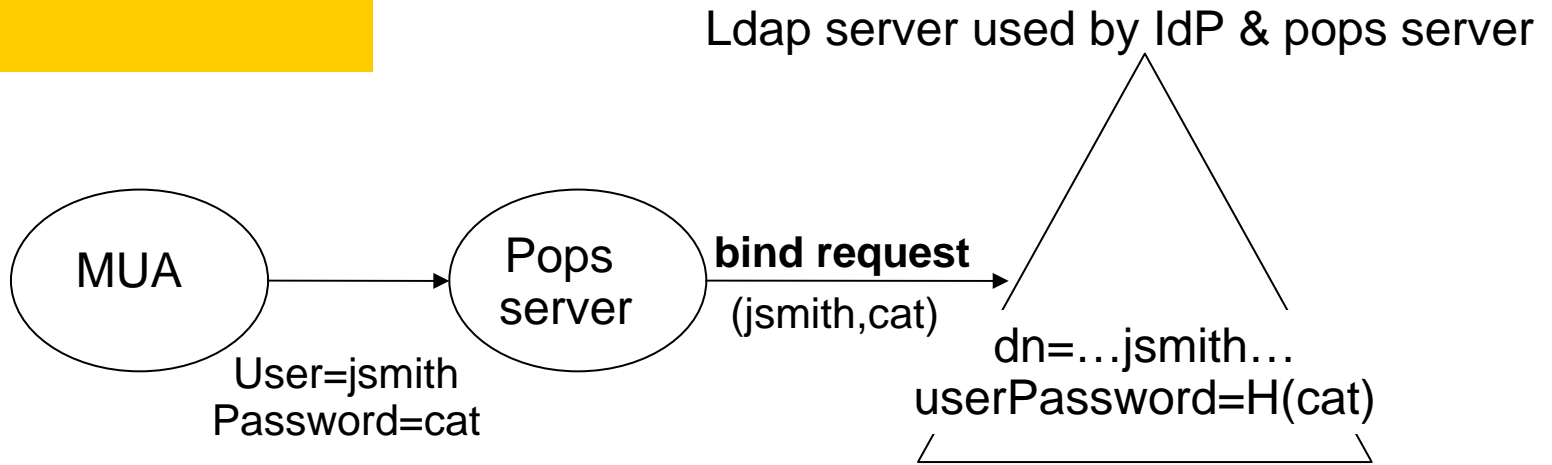 Ldap server used by IdP & pops server
MUA
Pops
server
bind request
(jsmith,cat)
User=jsmith
Password=cat
dn=…jsmith…
userPassword=H(cat)